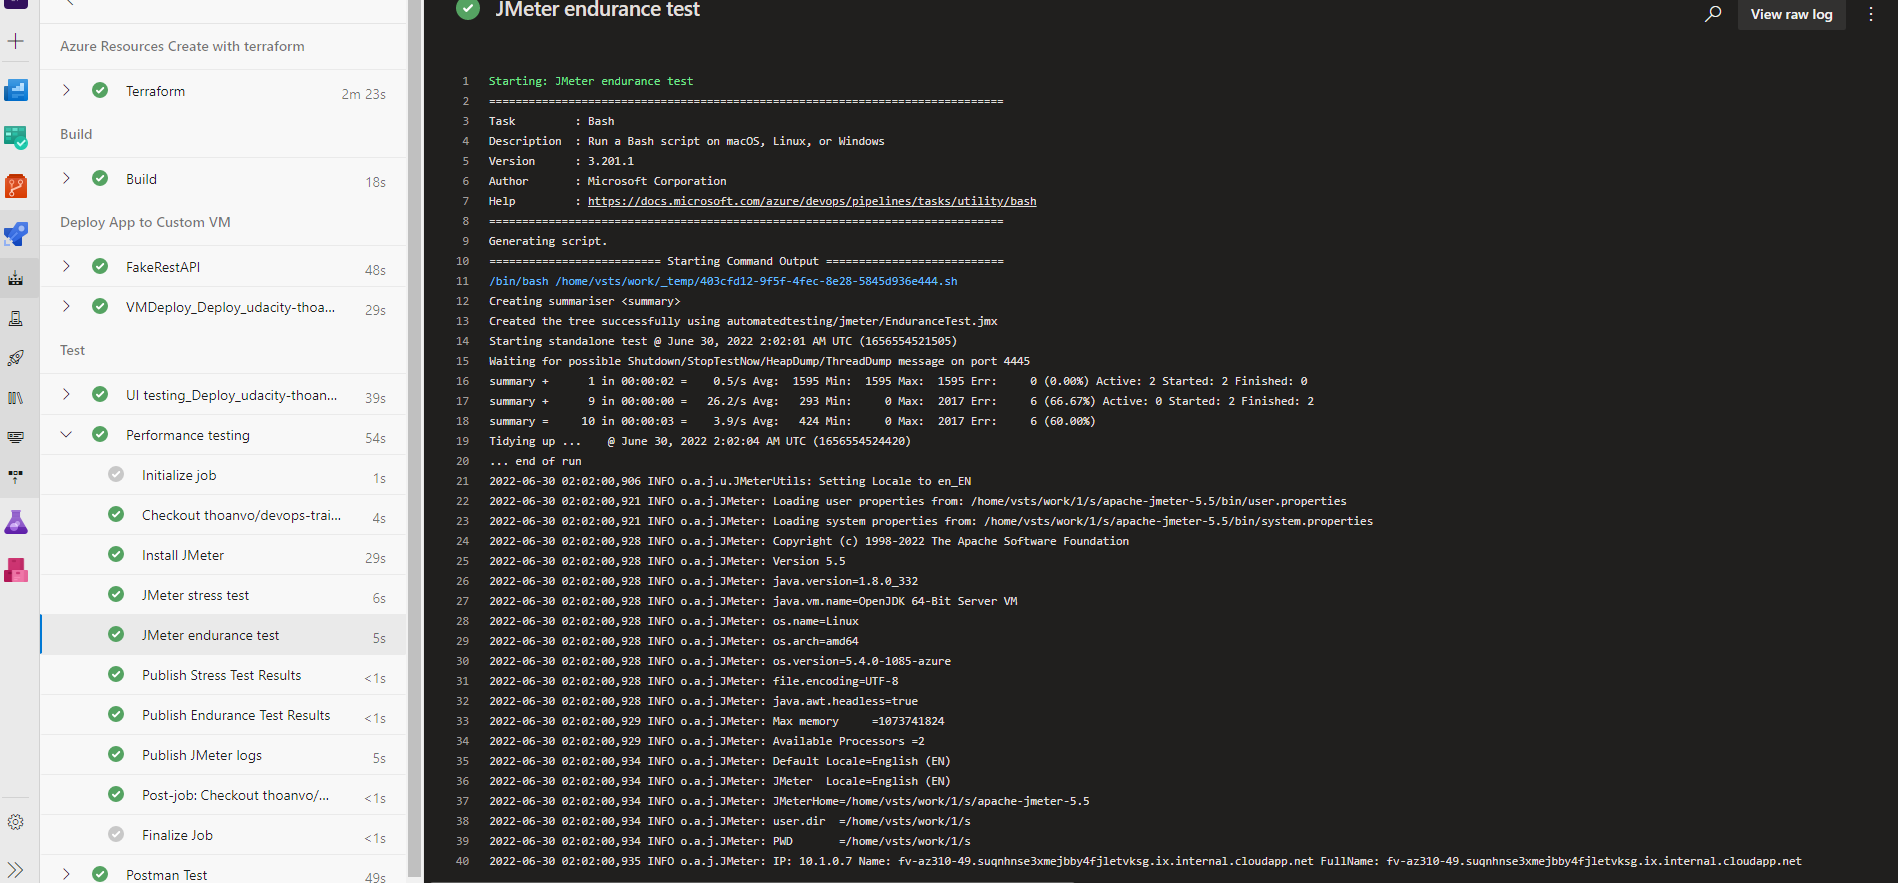 Azure Resources Create with terraform
Terraform 2m 23s
Build
Build 18s
Deploy App to Custom VM
FakeRestAPI 48s
VMDeploy_Deploy_udacity-thoa... 29s
Test
UI testing_Deploy_udacity-thoan... 39s
Performance testing 54s
Initialize job 1s
Checkout thoanvo/devops-trai... 4s
Install JMeter 29s
JMeter stress test 6s
JMeter endurance test 5s
Publish Stress Test Results <1s
Publish Endurance Test Results <1s
Publish JMeter logs 5s
Post-job: Checkout thoanvo/... <1s
Finalize Job <1s
Postman Test 49s
JMeter endurance test
View raw log
1 Starting: JMeter endurance test
2 ==============================================================================
3 Task         : Bash
4 Description  : Run a Bash script on macOS, Linux, or Windows
5 Version      : 3.201.1
6 Author       : Microsoft Corporation
7 Help         : https://docs.microsoft.com/azure/devops/pipelines/tasks/utility/bash
8 ==============================================================================
9 Generating script.
10 ========================== Starting Command Output ===========================
11 /bin/bash /home/vsts/work/_temp/403cfd12-9f5f-4fec-8e28-5845d936e444.sh
12 Creating summariser <summary>
13 Created the tree successfully using automatedtesting/jmeter/EnduranceTest.jmx
14 Starting standalone test @ June 30, 2022 2:02:01 AM UTC (1656554521505)
15 Waiting for possible Shutdown/StopTestNow/HeapDump/ThreadDump message on port 4445
16 summary +      1 in 00:00:02 =    0.5/s Avg:  1595 Min:  1595 Max:  1595 Err:     0 (0.00%) Active: 2 Started: 2 Finished: 0
17 summary +      9 in 00:00:00 =   26.2/s Avg:   293 Min:     0 Max:  2017 Err:     6 (66.67%) Active: 0 Started: 2 Finished: 2
18 summary =     10 in 00:00:03 =    3.9/s Avg:   424 Min:     0 Max:  2017 Err:     6 (60.00%)
19 Tidying up ...    @ June 30, 2022 2:02:04 AM UTC (1656554524420)
20 ... end of run
21 2022-06-30 02:02:00,906 INFO o.a.j.u.JMeterUtils: Setting Locale to en_EN
22 2022-06-30 02:02:00,921 INFO o.a.j.JMeter: Loading user properties from: /home/vsts/work/1/s/apache-jmeter-5.5/bin/user.properties
23 2022-06-30 02:02:00,921 INFO o.a.j.JMeter: Loading system properties from: /home/vsts/work/1/s/apache-jmeter-5.5/bin/system.properties
24 2022-06-30 02:02:00,928 INFO o.a.j.JMeter: Copyright (c) 1998-2022 The Apache Software Foundation
25 2022-06-30 02:02:00,928 INFO o.a.j.JMeter: Version 5.5
26 2022-06-30 02:02:00,928 INFO o.a.j.JMeter: java.version=1.8.0_332
27 2022-06-30 02:02:00,928 INFO o.a.j.JMeter: java.vm.name=OpenJDK 64-Bit Server VM
28 2022-06-30 02:02:00,928 INFO o.a.j.JMeter: os.name=Linux
29 2022-06-30 02:02:00,928 INFO o.a.j.JMeter: os.arch=amd64
30 2022-06-30 02:02:00,928 INFO o.a.j.JMeter: os.version=5.4.0-1085-azure
31 2022-06-30 02:02:00,928 INFO o.a.j.JMeter: file.encoding=UTF-8
32 2022-06-30 02:02:00,928 INFO o.a.j.JMeter: java.awt.headless=true
33 2022-06-30 02:02:00,929 INFO o.a.j.JMeter: Max memory     =1073741824
34 2022-06-30 02:02:00,929 INFO o.a.j.JMeter: Available Processors =2
35 2022-06-30 02:02:00,934 INFO o.a.j.JMeter: Default Locale=English (EN)
36 2022-06-30 02:02:00,934 INFO o.a.j.JMeter: JMeter  Locale=English (EN)
37 2022-06-30 02:02:00,934 INFO o.a.j.JMeter: JMeterHome=/home/vsts/work/1/s/apache-jmeter-5.5
38 2022-06-30 02:02:00,934 INFO o.a.j.JMeter: user.dir  =/home/vsts/work/1/s
39 2022-06-30 02:02:00,934 INFO o.a.j.JMeter: PWD       =/home/vsts/work/1/s
40 2022-06-30 02:02:00,935 INFO o.a.j.JMeter: IP: 10.1.0.7 Name: fv-az310-49.suqnhnse3xmejbby4fjletvksg.ix.internal.cloudapp.net FullName: fv-az310-49.suqnhnse3xmejbby4fjletvksg.ix.internal.cloudapp.net